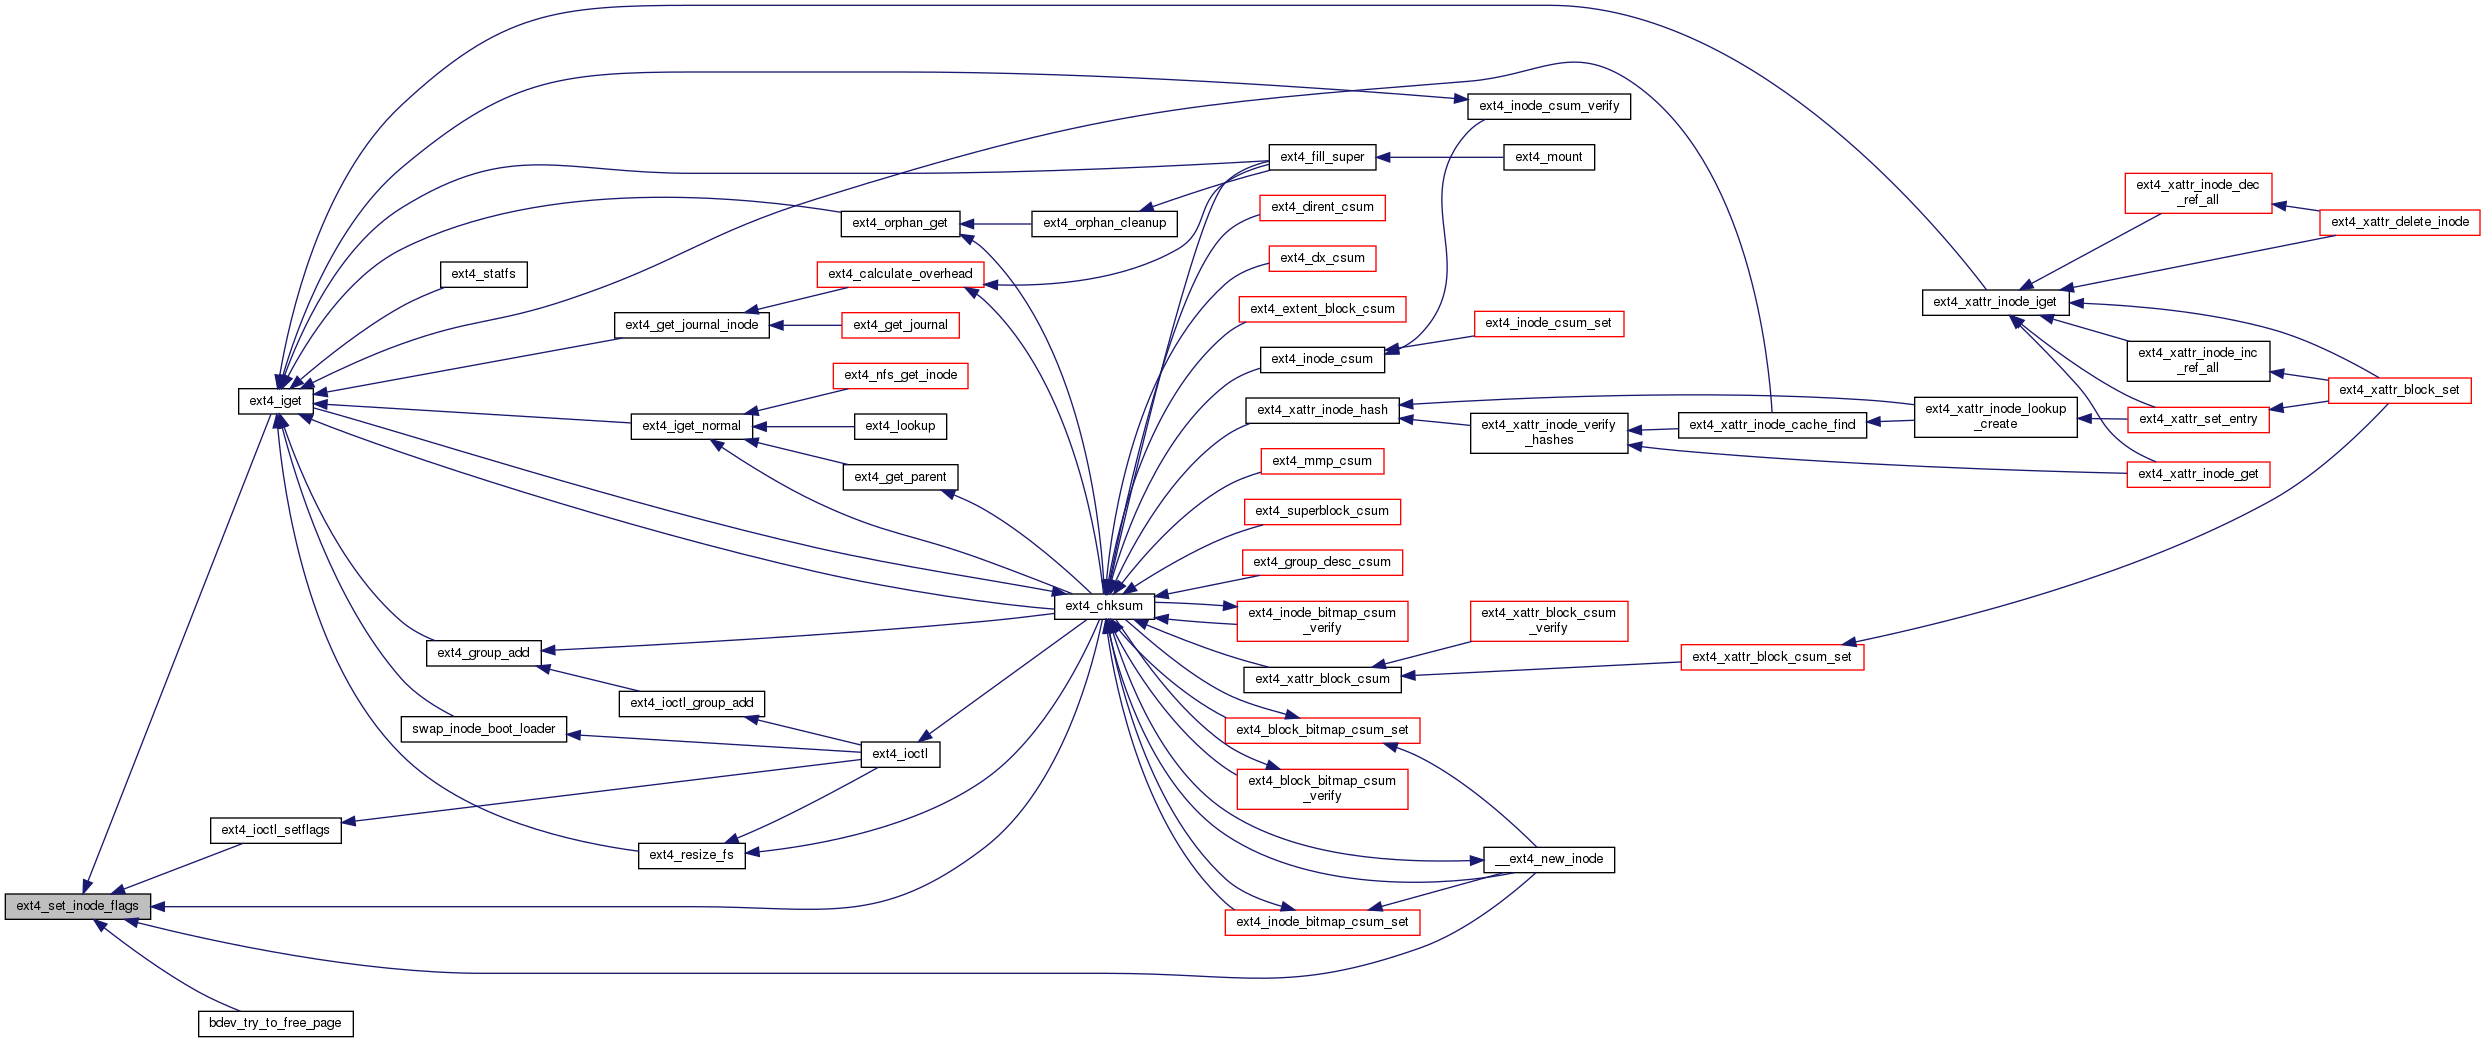 ext4_inode_csum_verify
ext4_fill_super
ext4_mount
ext4_xattr_inode_dec
_ref_all
ext4_dirent_csum
ext4_orphan_get
ext4_orphan_cleanup
ext4_xattr_delete_inode
ext4_dx_csum
ext4_statfs
ext4_calculate_overhead
ext4_xattr_inode_iget
ext4_extent_block_csum
ext4_get_journal_inode
ext4_get_journal
ext4_inode_csum_set
ext4_inode_csum
ext4_xattr_inode_inc
_ref_all
ext4_nfs_get_inode
ext4_xattr_block_set
ext4_iget
ext4_xattr_inode_hash
ext4_xattr_inode_lookup
_create
ext4_iget_normal
ext4_lookup
ext4_xattr_inode_verify
_hashes
ext4_xattr_inode_cache_find
ext4_xattr_set_entry
ext4_mmp_csum
ext4_get_parent
ext4_xattr_inode_get
ext4_superblock_csum
ext4_group_desc_csum
ext4_chksum
ext4_inode_bitmap_csum
_verify
ext4_xattr_block_csum
_verify
ext4_group_add
ext4_xattr_block_csum_set
ext4_xattr_block_csum
ext4_ioctl_group_add
swap_inode_boot_loader
ext4_block_bitmap_csum_set
ext4_ioctl
ext4_block_bitmap_csum
_verify
ext4_ioctl_setflags
ext4_resize_fs
__ext4_new_inode
ext4_set_inode_flags
ext4_inode_bitmap_csum_set
bdev_try_to_free_page